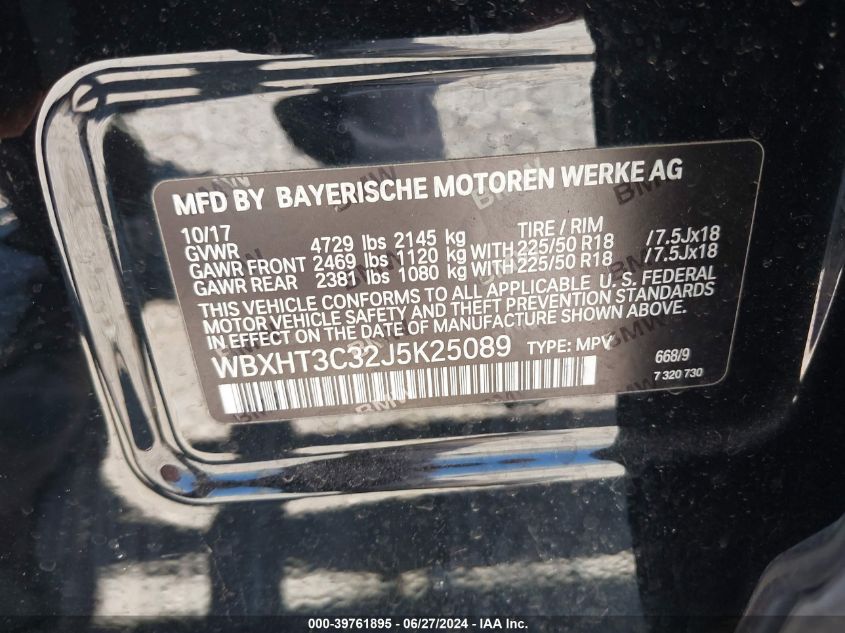 MFD BY BAYERISCHE MOTOREN WERKE AG
10/17 TIRE / RIM
GVWR 4729 lbs 2145 kg
GAWR FRONT 2469 lbs 1120 kg WITH 225/50 R18 /7.5Jx18
GAWR REAR 2381 lbs 1080 kg WITH 225/50 R18 /7.5Jx18
THIS VEHICLE CONFORMS TO ALL APPLICABLE U. S. FEDERAL
MOTOR VEHICLE SAFETY AND THEFT PREVENTION STANDARDS
IN EFFECT ON THE DATE OF MANUFACTURE SHOWN ABOVE.
WBXHT3C32J5K25089 TYPE: MPV 668/9
7 320 730
000-39761895 - 06/27/2024 - IAA Inc.